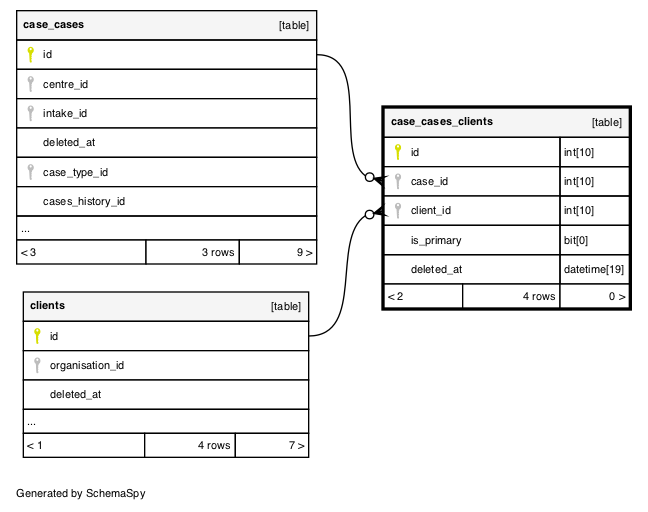 case_cases [table]
id
centre_id
intake_id
deleted_at
case_type_id
cases_history_id
...
< 3 3 rows 9 >
case_cases_clients [table]
id int[10]
case_id int[10]
client_id int[10]
is_primary bit[0]
deleted_at datetime[19]
< 2 4 rows 0 >
clients [table]
id
organisation_id
deleted_at
...
< 1 4 rows 7 >
Generated by SchemaSpy